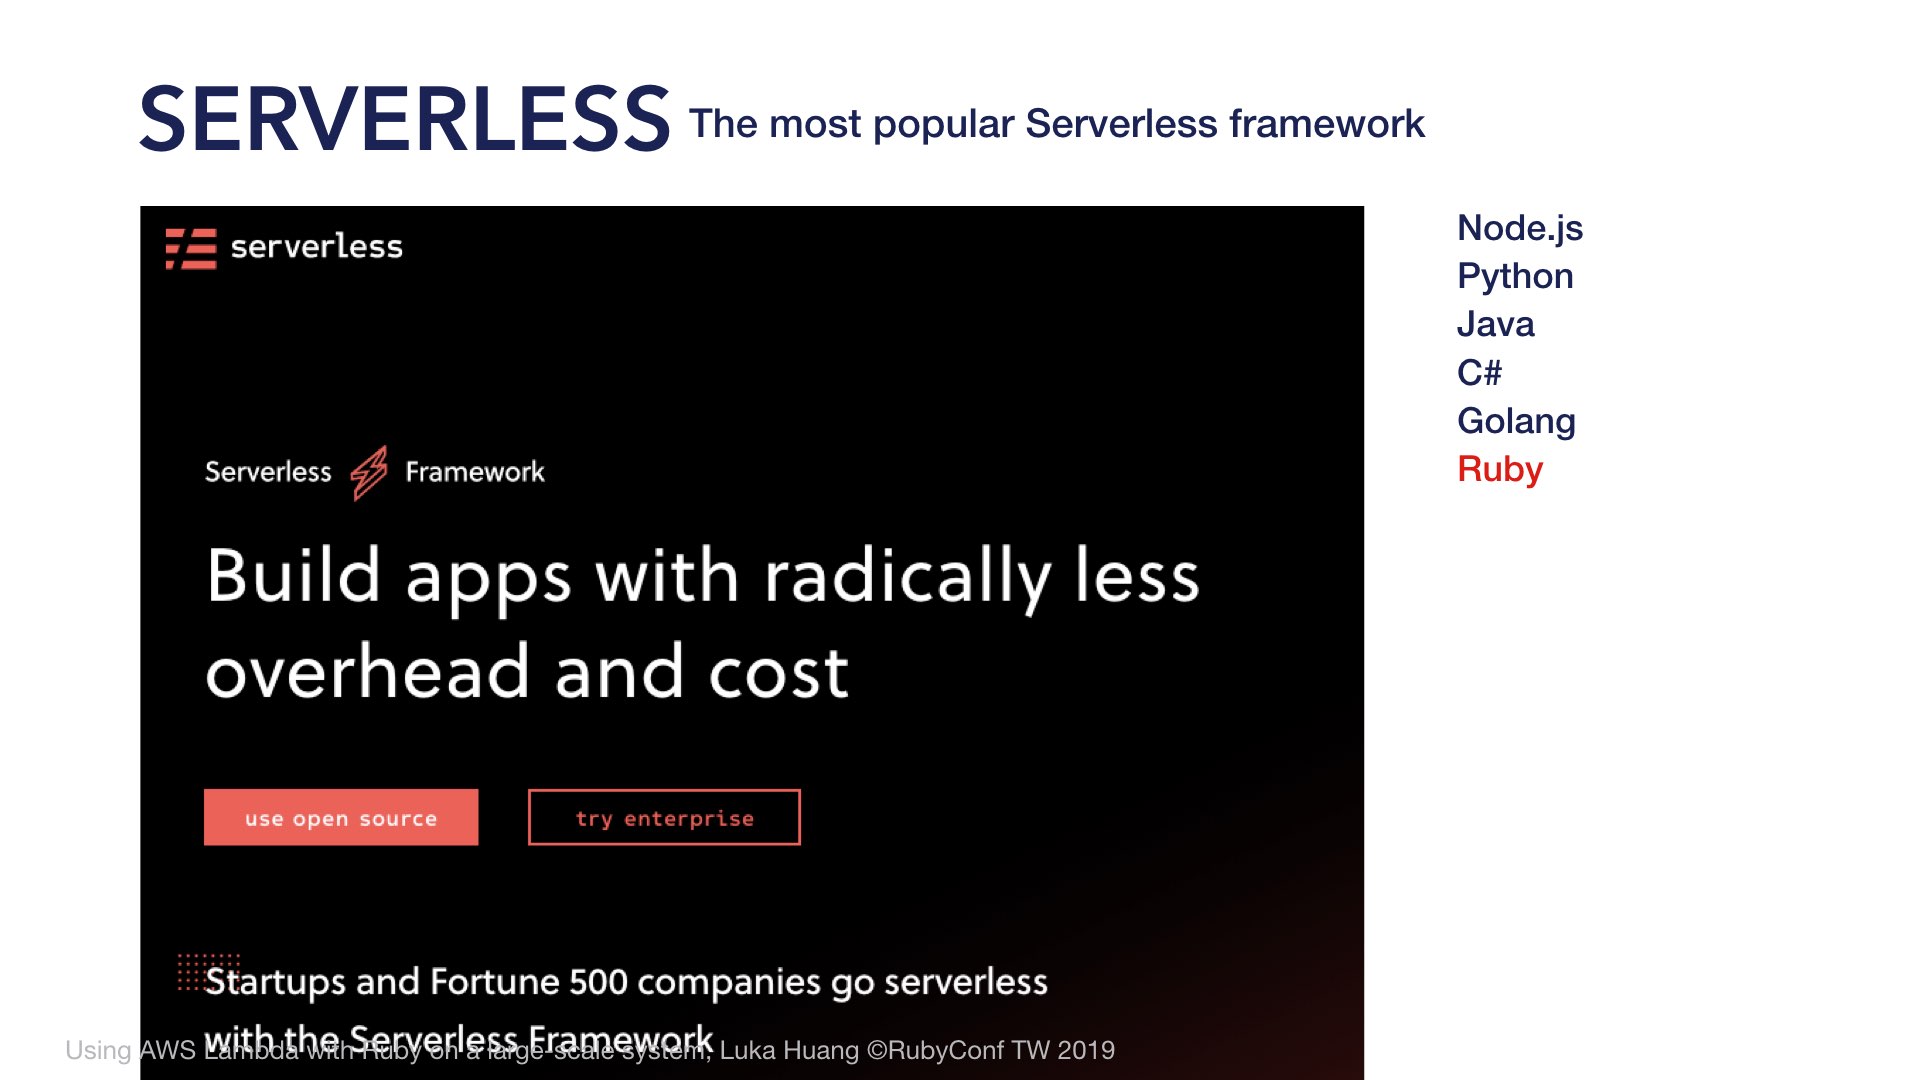 SERVERLESS The most popular Serverless framework
serverless
Serverless Framework
Build apps with radically less
overhead and cost
use open source
try enterprise
Startups and Fortune 500 companies go serverless
with the Serverless Framework
Node.js
Python
Java
C#
Golang
Ruby
Using AWS Lambda with Ruby on a large-scale system, Luka Huang ©RubyConf TW 2019